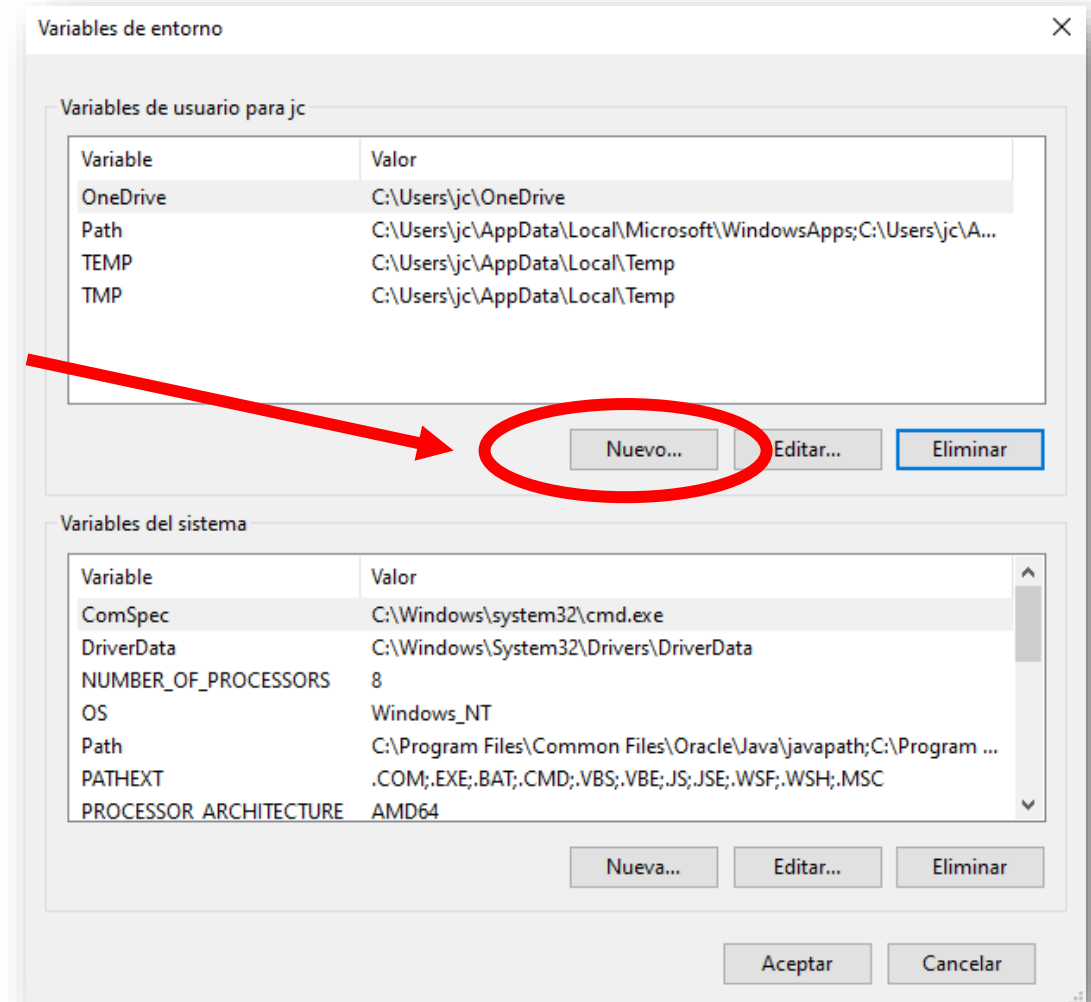 Variables de entorno
Variables de usuario para jc
Variable Valor
OneDrive C:\Users\jc\OneDrive
Path C:\Users\jc\AppData\Local\Microsoft\WindowsApps;C:\Users\jc\A...
TEMP C:\Users\jc\AppData\Local\Temp
TMP C:\Users\jc\AppData\Local\Temp
Nuevo... Editar... Eliminar
Variables del sistema
Variable Valor
ComSpec C:\Windows\system32\cmd.exe
DriverData C:\Windows\System32\Drivers\DriverData
NUMBER_OF_PROCESSORS 8
OS Windows_NT
Path C:\Program Files\Common Files\Oracle\Java\javapath;C:\Program ...
PATHEXT .COM;.EXE;.BAT;.CMD;.VBS;.VBE;.JS;.JSE;.WSF;.WSH;.MSC
PROCESSOR_ARCHITECTURE AMD64
Nueva... Editar... Eliminar
Aceptar Cancelar